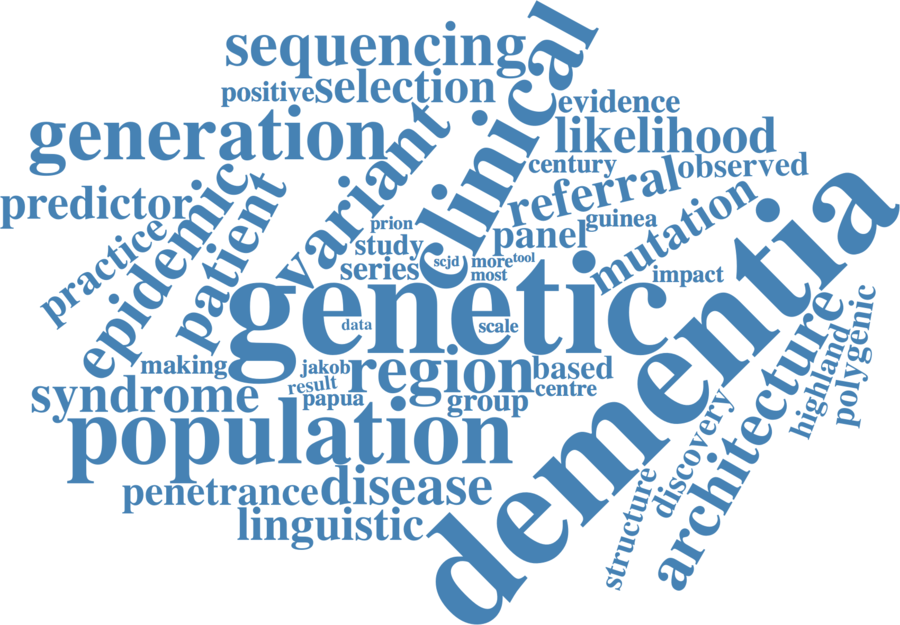 sequencing
clinical
positive
selection
evidence
generation
variant
likelihood
century
observed
predictor
epidemic
patient
referral
mutation
dementia
practice
prion
panel
guinea
study
series
scjd
more
tool
most
impact
genetic
data
scale
making
jakob
region
based
architecture
highland
polygenic
syndrome
result
papua
group
centre
population
discovery
penetrance
disease
structure
linguistic